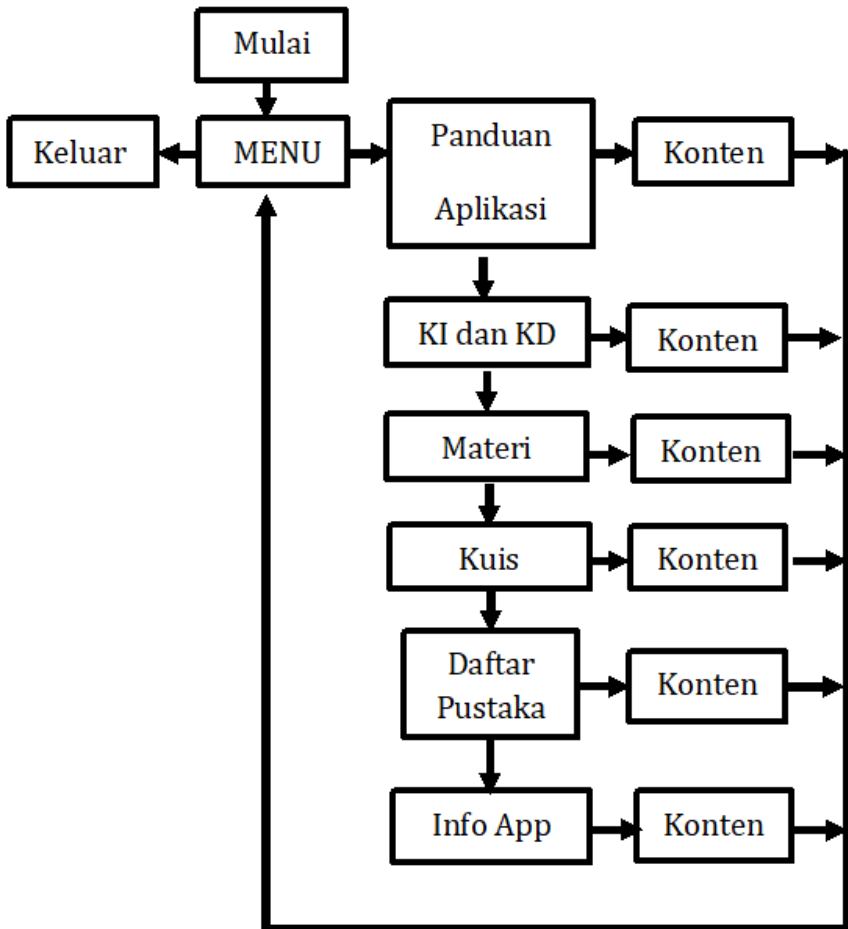 Mulai
Keluar
MENU
Panduan
Aplikasi
Konten
KI dan KD
Konten
Materi
Konten
Kuis
Konten
Daftar
Pustaka
Konten
Info App
Konten